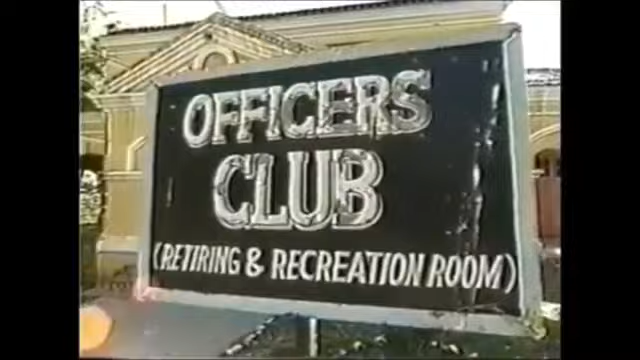 OFFICERS
CLUB
(RETIRING & RECREATION ROOM)